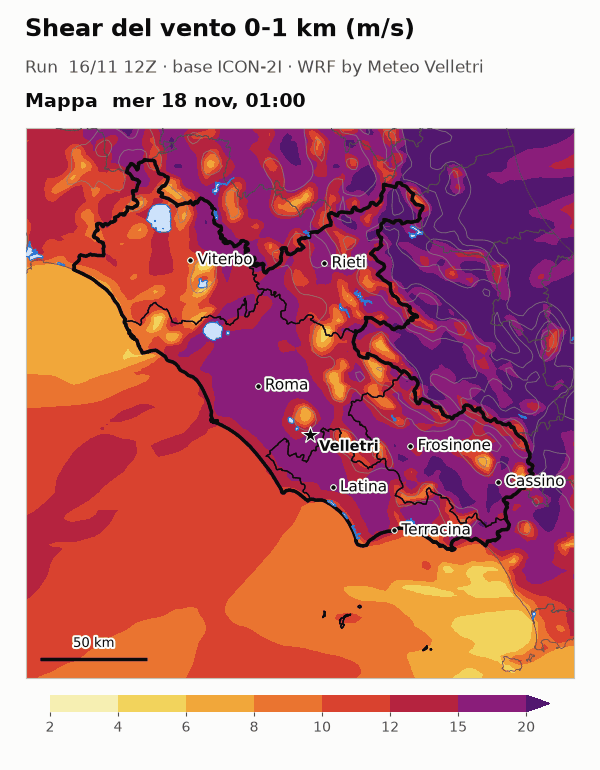 Shear del vento 0-1 km (m/s)
Run  16/11 12Z · base ICON-2I · WRF by Meteo Velletri
Mappa  mer 18 nov, 01:00
Viterbo
Rieti
Roma
Velletri
Frosinone
Cassino
Latina
Terracina
50 km
2 4 6 8 10 12 15 20